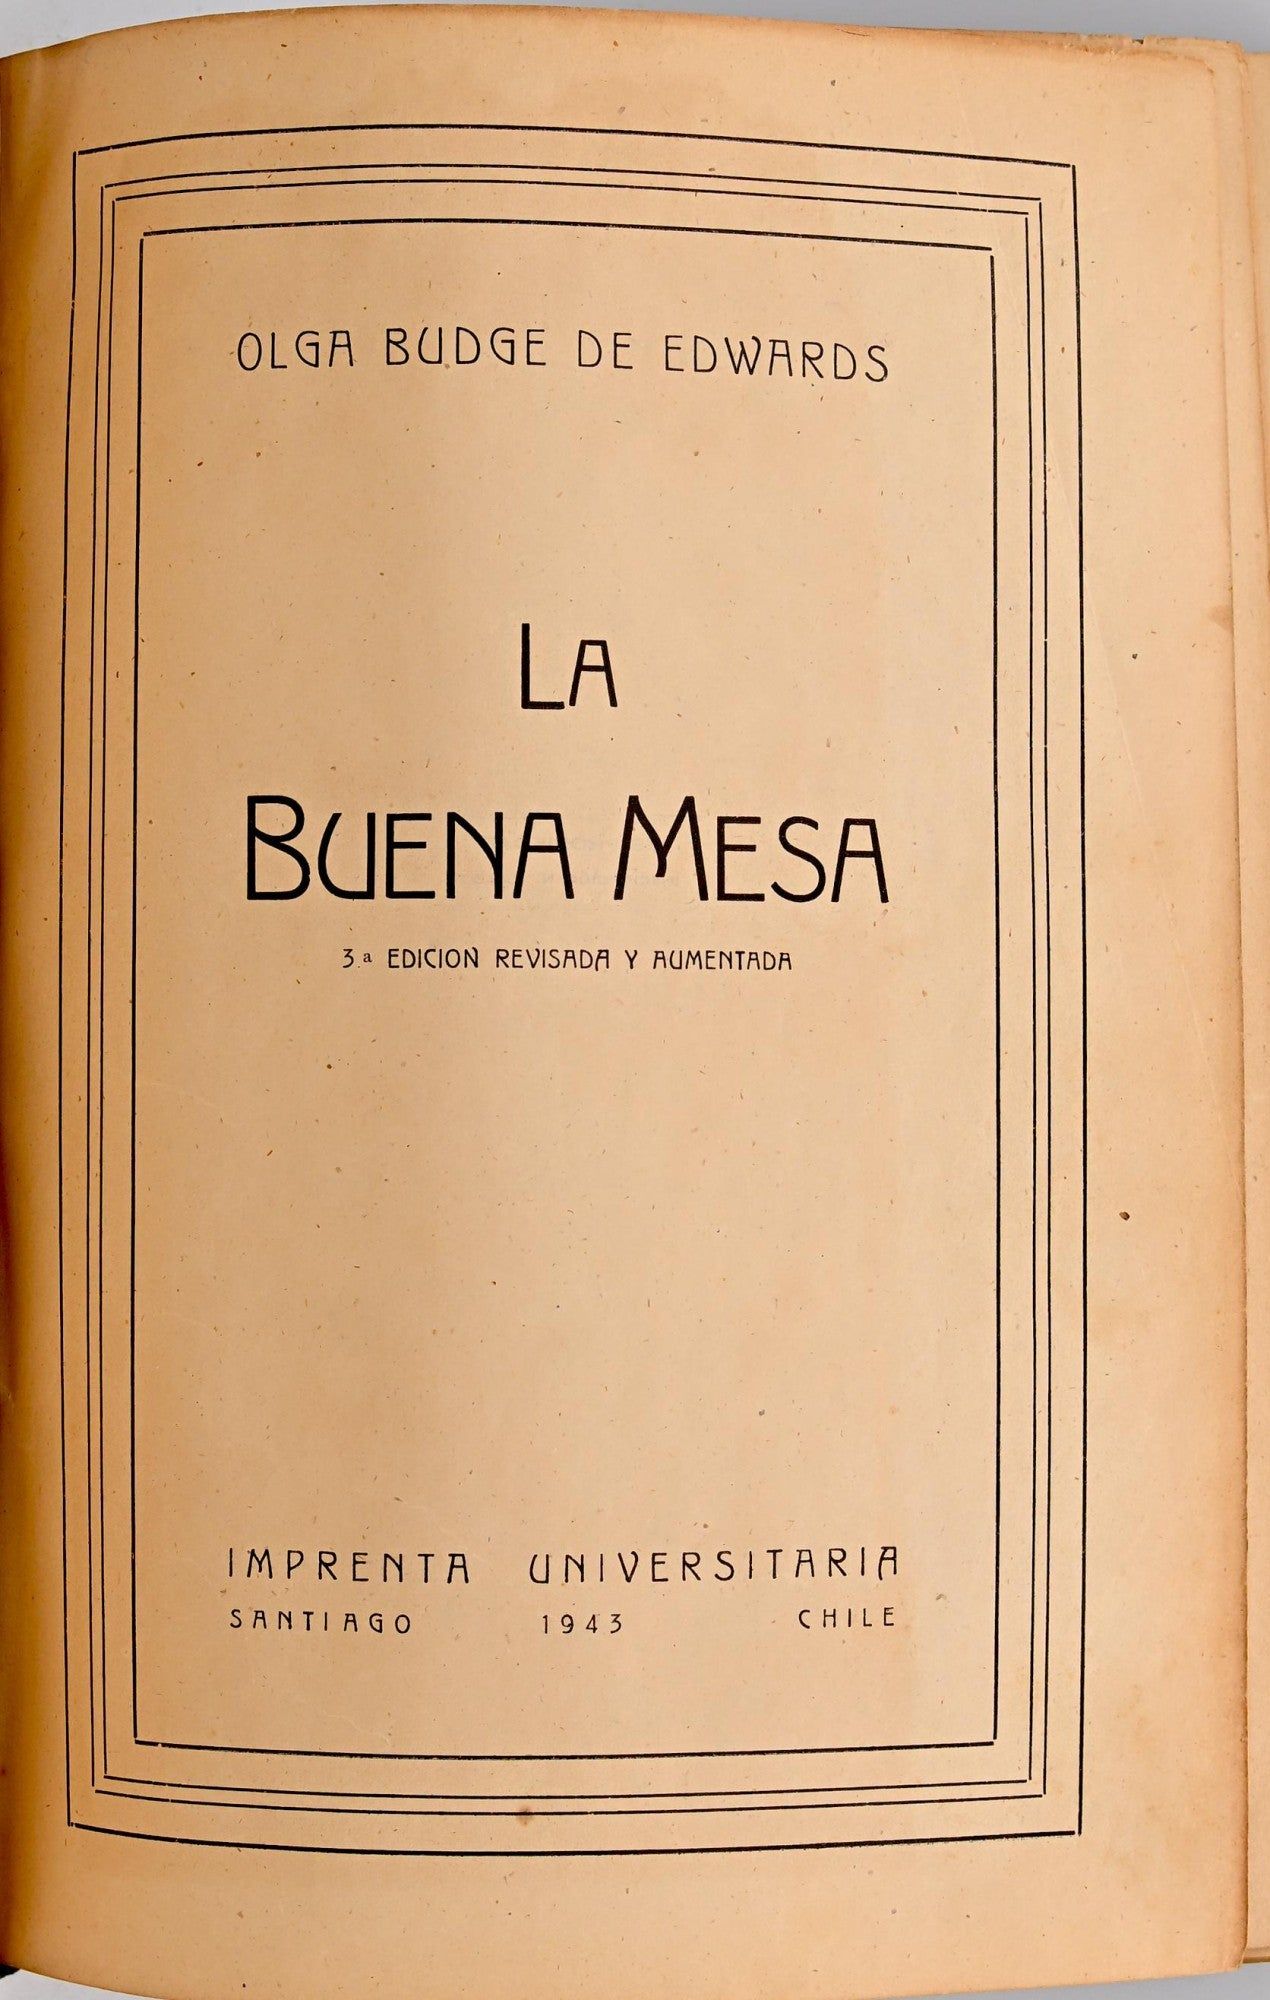 OLGA BUDGE DE EDWARDS
LA
BUENA MESA
3.ª EDICION REVISADA Y AUMENTADA
IMPRENTA UNIVERSITARIA
SANTIAGO 1943 CHILE